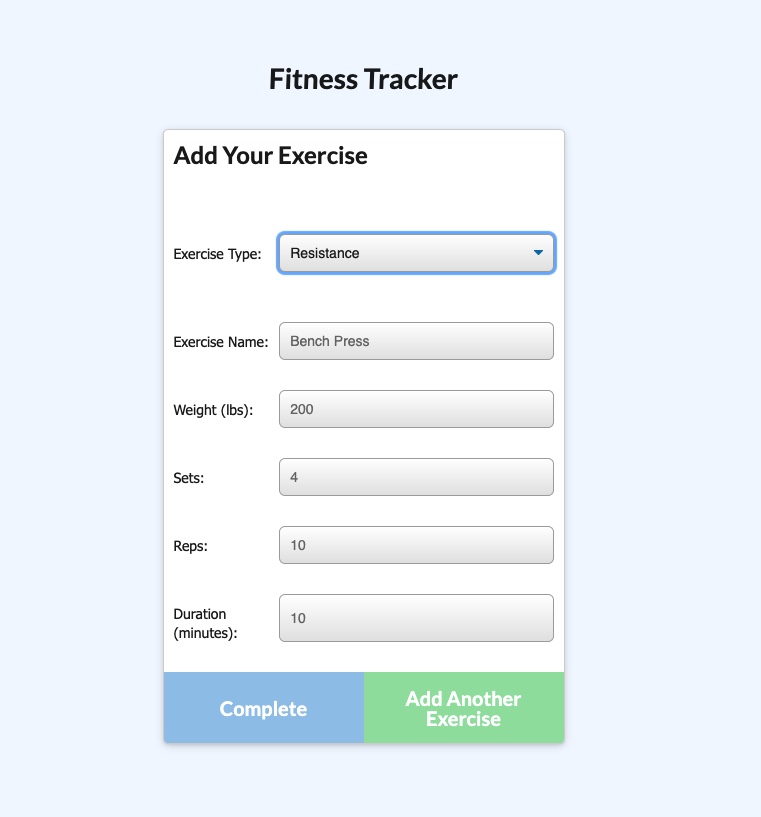 Fitness Tracker
Add Your Exercise
Exercise Type: Resistance
Exercise Name: Bench Press
Weight (lbs): 200
Sets: 4
Reps: 10
Duration
(minutes): 10
Complete
Add Another
Exercise